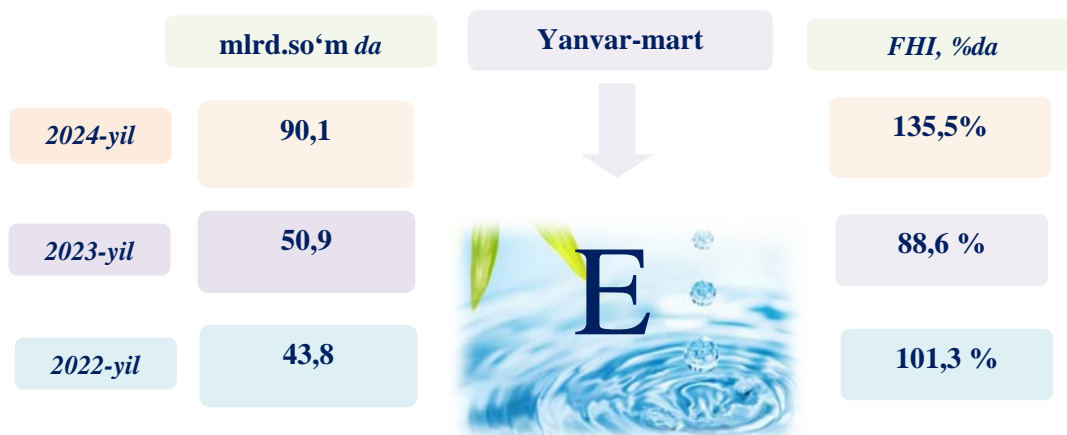 mlrd.so‘m da
Yanvar-mart
FHI, %da
2024-yil
90,1
135,5%
2023-yil
50,9
88,6 %
E
2022-yil
43,8
101,3 %